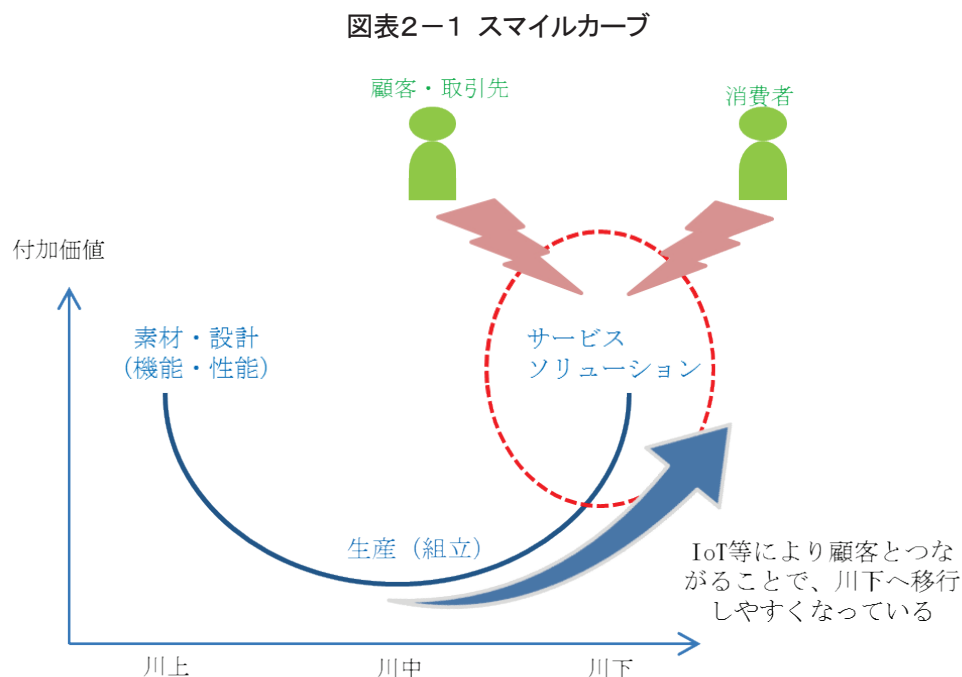 図表2－1 スマイルカーブ
顧客・取引先
消費者
付加価値
素材・設計
（機能・性能）
サービス
ソリューション
生産（組立）
IoT等により顧客とつな
がることで、川下へ移行
しやすくなっている
川上
川中
川下